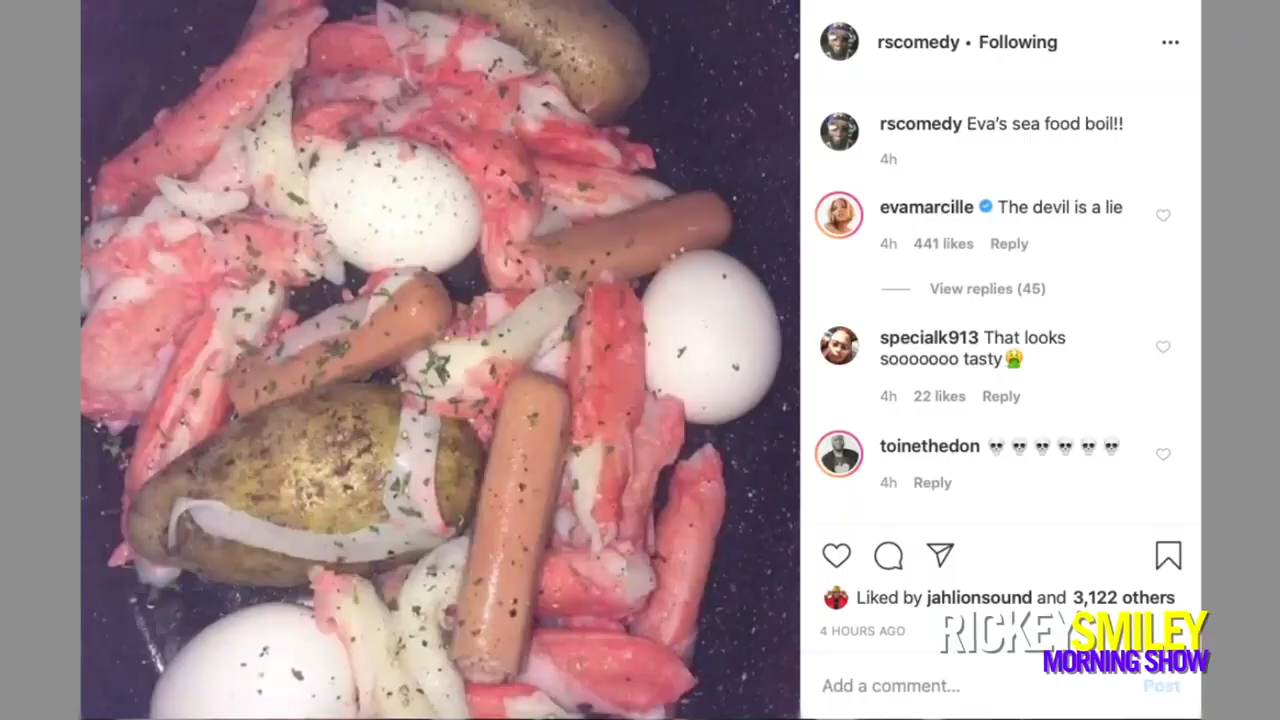 rscomedy • Following
rscomedy Eva's sea food boil!!
4h
evamarcille The devil is a lie
4h 441 likes Reply
View replies (45)
specialk913 That looks
sooooooo tasty🤮
4h 22 likes Reply
toinethedon 💀💀💀💀💀💀
4h Reply
Liked by jahlionsound and 3,122 others
4 HOURS AGO
RICKEY SMILEY
MORNING SHOW
Add a comment...
Post